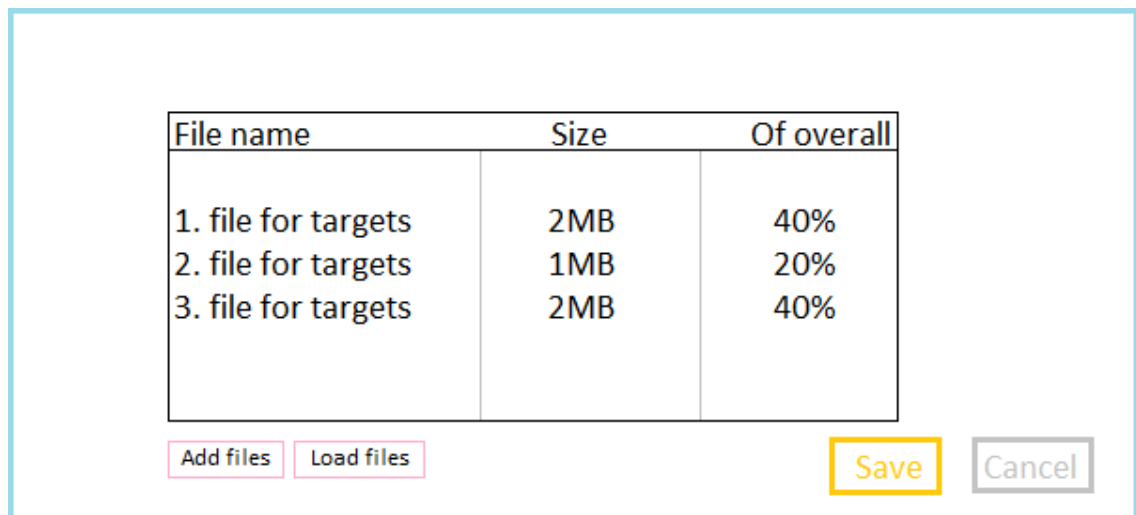 File name Size Of overall
1. file for targets 2MB 40%
2. file for targets 1MB 20%
3. file for targets 2MB 40%
Add files Load files Save Cancel